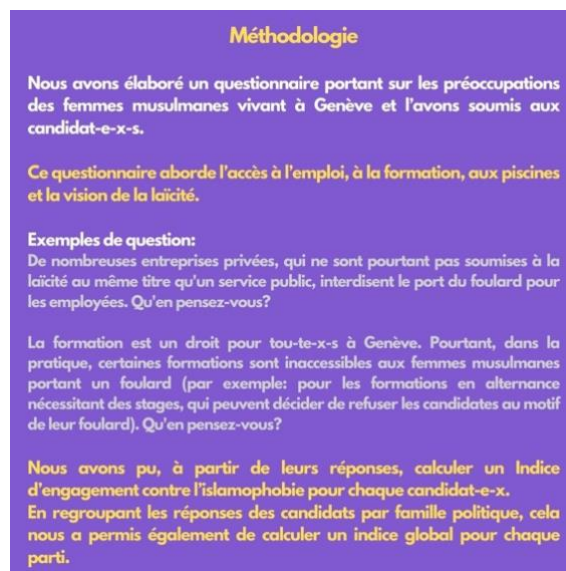 Méthodologie
Nous avons élaboré un questionnaire portant sur les préoccupations
des femmes musulmanes vivant à Genève et l'avons soumis aux
candidat-e-x-s.
Ce questionnaire aborde l'accès à l'emploi, à la formation, aux piscines
et la vision de la laïcité.
Exemples de question:
De nombreuses entreprises privées, qui ne sont pourtant pas soumises à la
laïcité au même titre qu'un service public, interdisent le port du foulard pour
les employées. Qu'en pensez-vous?
La formation est un droit pour tou-te-x-s à Genève. Pourtant, dans la
pratique, certaines formations sont inaccessibles aux femmes musulmanes
portant un foulard (par exemple: pour les formations en alternance
nécessitant des stages, qui peuvent décider de refuser les candidates au motif
de leur foulard). Qu'en pensez-vous?
Nous avons pu, à partir de leurs réponses, calculer un Indice
d'engagement contre l'islamophobie pour chaque candidat-e-x.
En regroupant les réponses des candidats par famille politique, cela
nous a permis également de calculer un indice global pour chaque
parti.